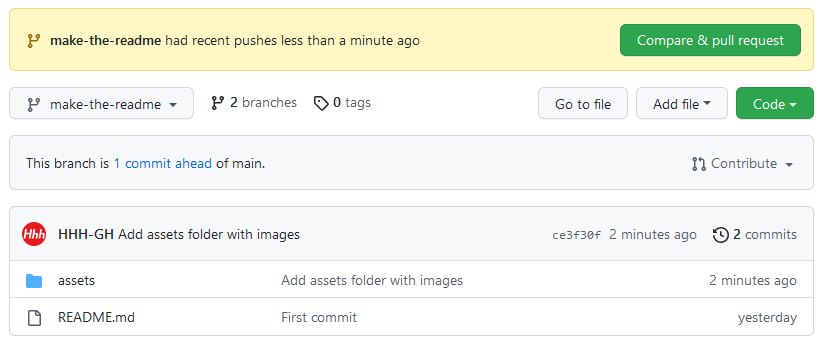 make-the-readme had recent pushes less than a minute ago Compare & pull request
make-the-readme 2 branches 0 tags Go to file Add file Code
This branch is 1 commit ahead of main. Contribute
Hhh HHH-GH Add assets folder with images ce3f30f 2 minutes ago 2 commits
assets Add assets folder with images 2 minutes ago
README.md First commit yesterday